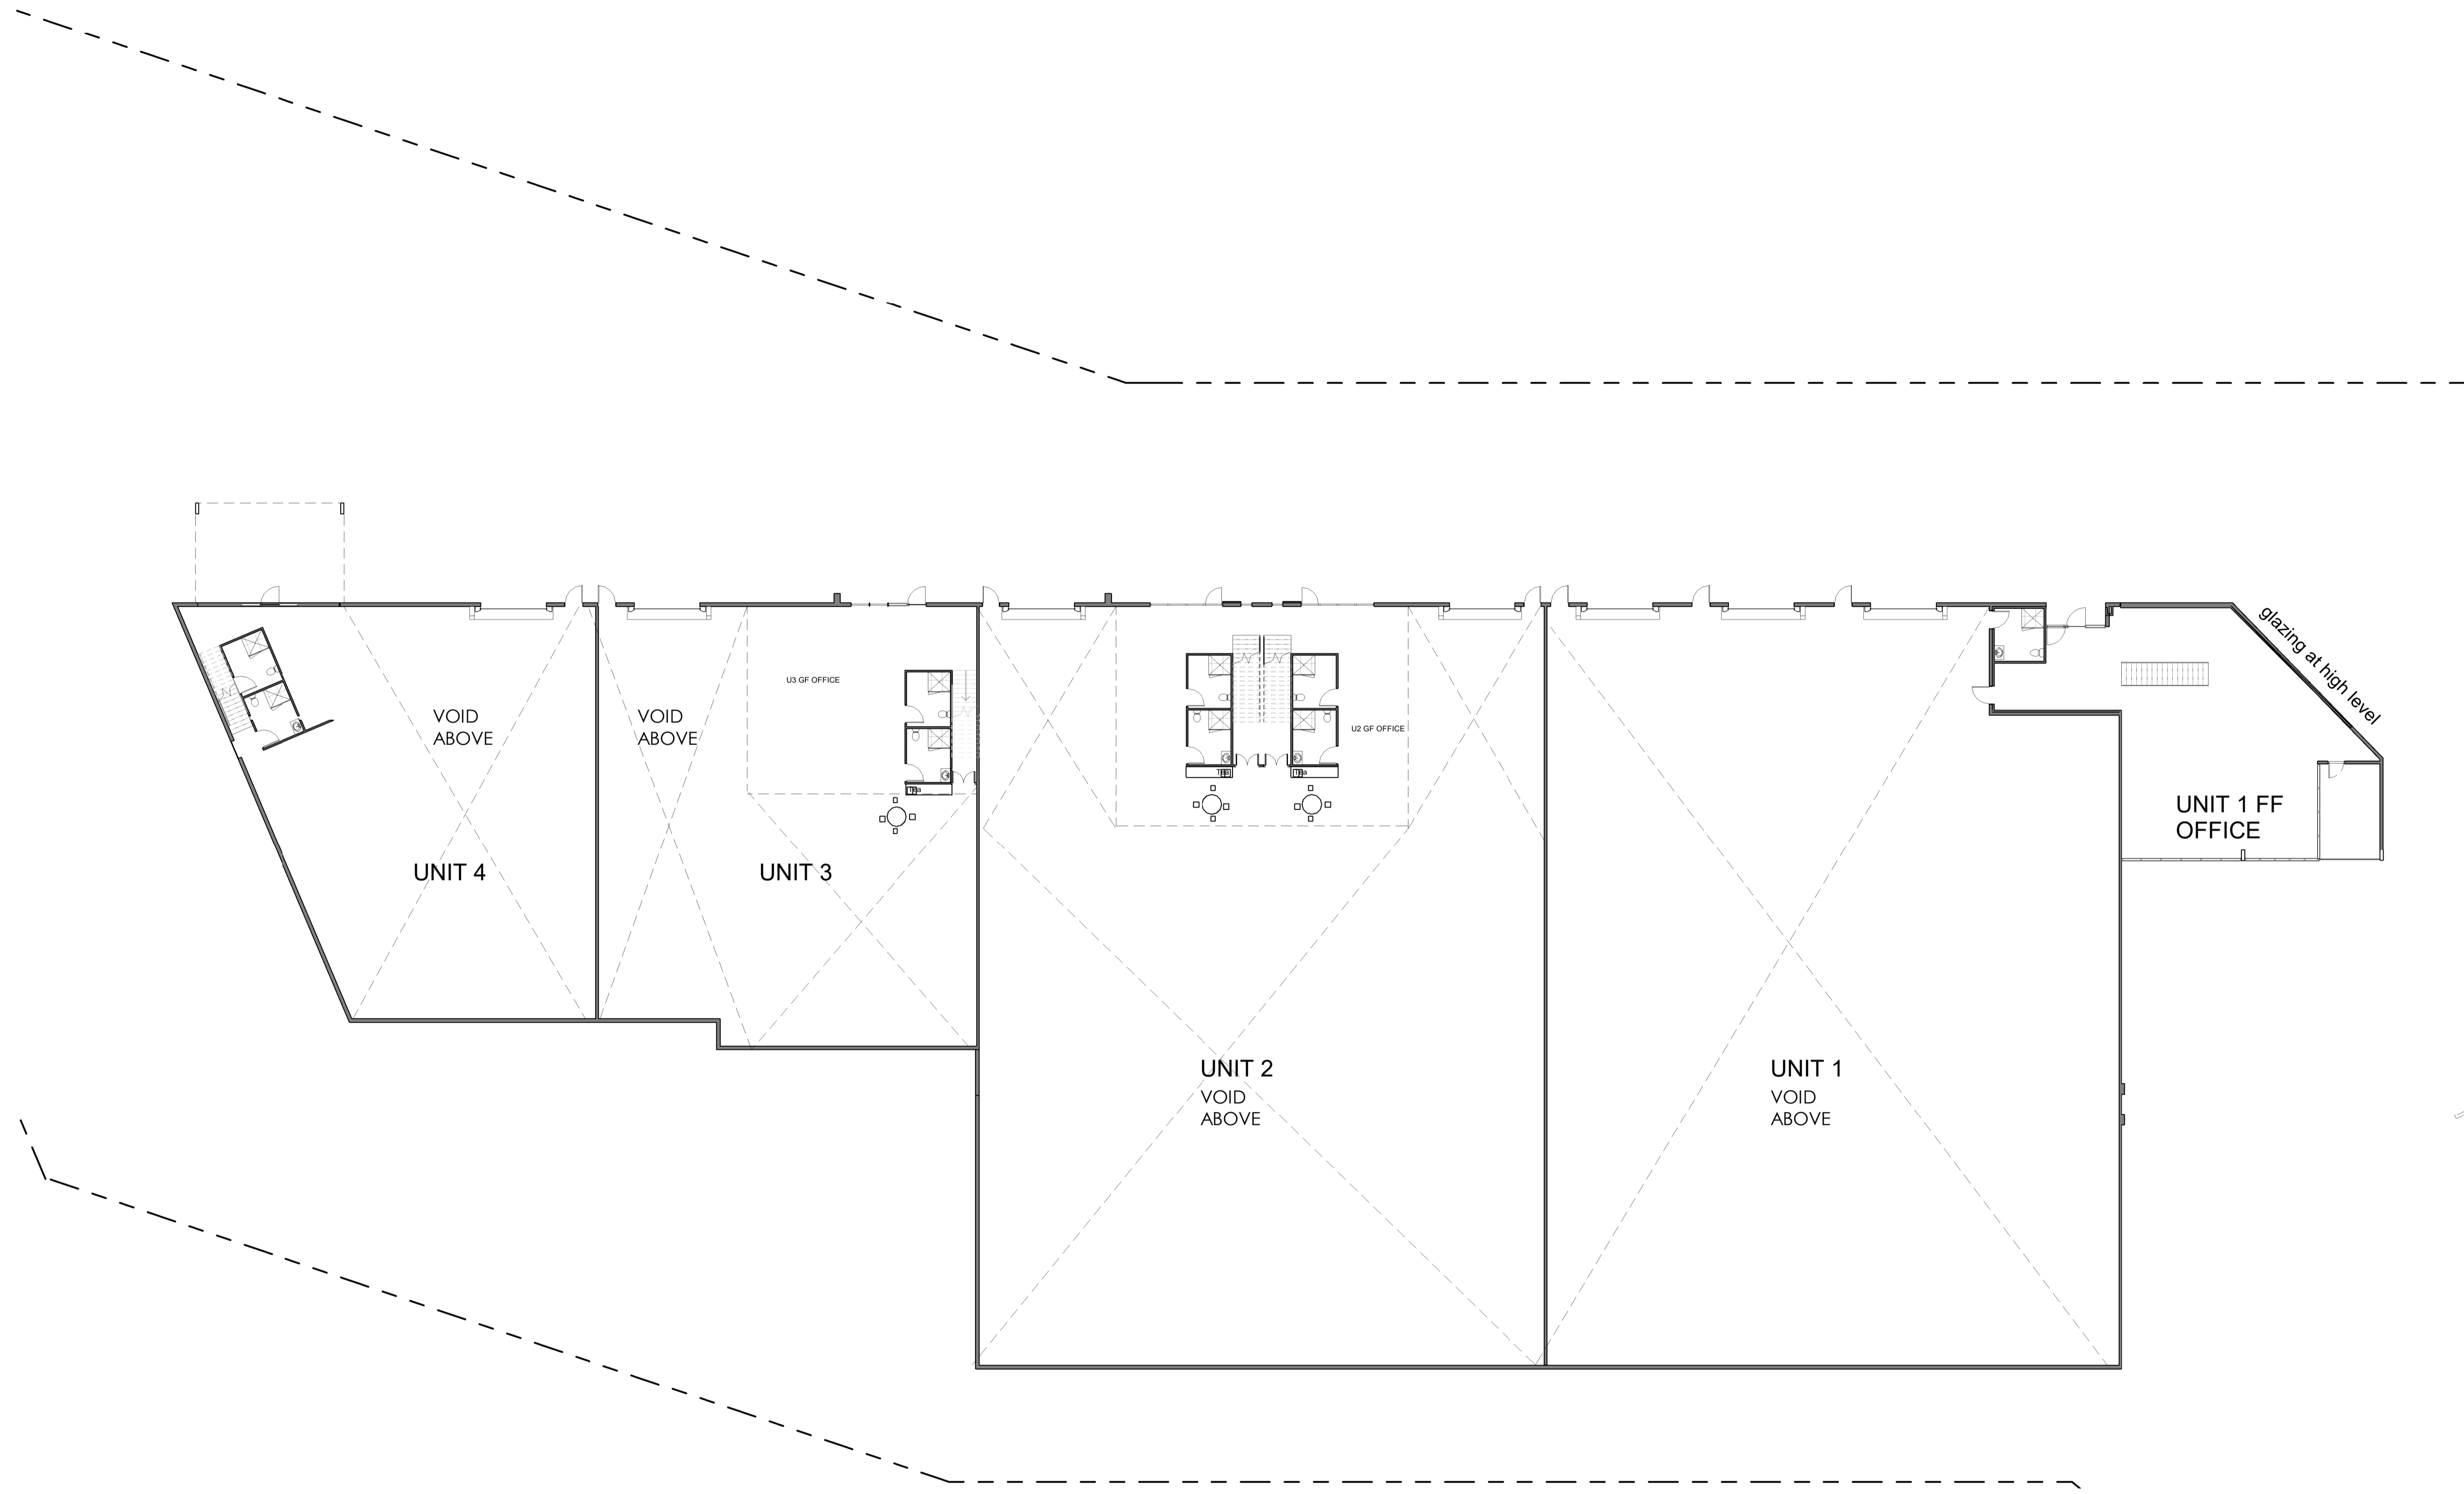 glazing at high level
U3 GF OFFICE
VOID
ABOVE
VOID
ABOVE
U2 GF OFFICE
UNIT 1 FF
OFFICE
UNIT 4
UNIT 3
UNIT 2
VOID
ABOVE
UNIT 1
VOID
ABOVE